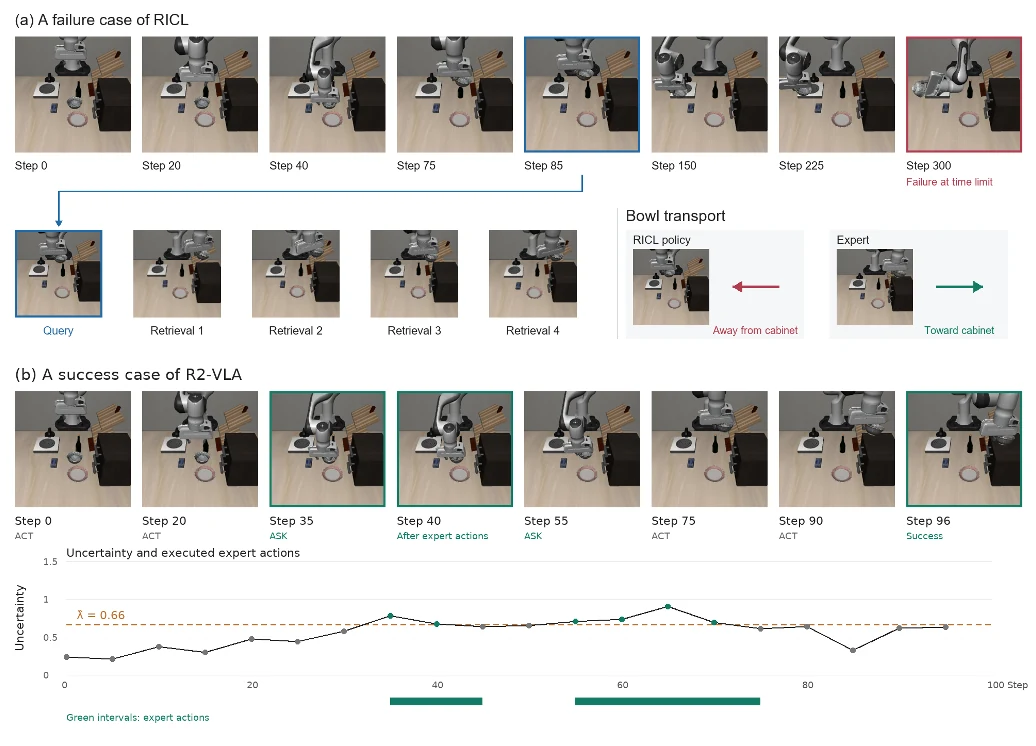 (a) A failure case of RICL
Step 0
Step 20
Step 40
Step 75
Step 85
Step 150
Step 225
Step 300
Failure at time limit
Query
Retrieval 1
Retrieval 2
Retrieval 3
Retrieval 4
Bowl transport
RICL policy
Away from cabinet
Expert
Toward cabinet
(b) A success case of R2-VLA
Step 0
ACT
Step 20
ACT
Step 35
ASK
Step 40
After expert actions
Step 55
ASK
Step 75
ACT
Step 90
ACT
Step 96
Success
Uncertainty and executed expert actions
Uncertainty
1.5
1
0.5
0
λ̂ = 0.66
0
20
40
60
80
100 Step
Green intervals: expert actions